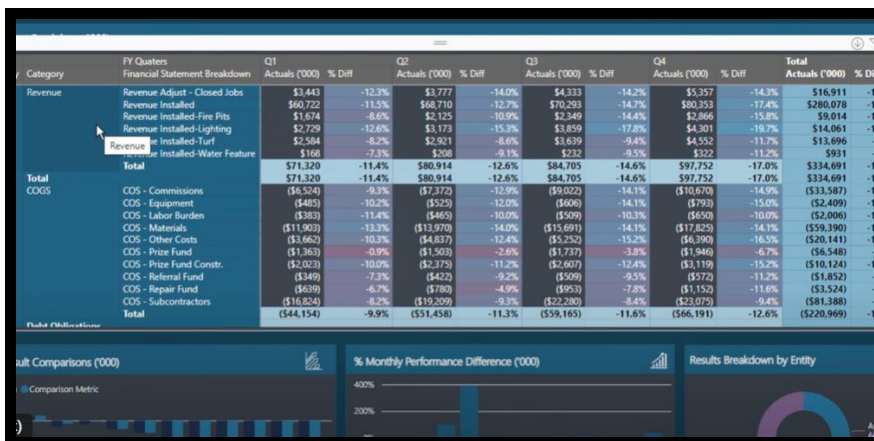 FY Quaters Q1 Q2 Q3 Q4 Total
Category Financial Statement Breakdown Actuals ('000) % Diff Actuals ('000) % Diff Actuals ('000) % Diff Actuals ('000) % Diff Actuals ('000)
Revenue Revenue Adjust - Closed Jobs $3,443 -12.3% $3,777 -14.0% $4,333 -14.2% $5,357 -14.3% $16,911
Revenue Installed $60,722 -11.5% $68,710 -12.7% $70,293 -14.7% $80,353 -17.4% $280,078
Revenue Installed-Fire Pits $1,674 -8.6% $2,125 -10.9% $2,349 -14.4% $2,866 -15.8% $9,014
Revenue Installed-Lighting $2,729 -12.6% $3,173 -15.3% $3,859 -17.8% $4,301 -19.7% $14,061
Installed-Turf $2,584 -8.2% $2,921 -8.6% $3,639 -9.4% $4,552 -11.7% $13,696
Revenue
Installed-Water Feature $168 -7.3% $208 -9.1% $232 -9.5% $322 -11.2% $931
Total $71,320 -11.4% $80,914 -12.6% $84,705 -14.6% $97,752 -17.0% $334,691
Total $71,320 -11.4% $80,914 -12.6% $84,705 -14.6% $97,752 -17.0% $334,691
COGS COS - Commissions ($6,524) -9.3% ($7,372) -12.9% ($9,022) -14.1% ($10,670) -14.9% ($33,587)
COS - Equipment ($485) -10.2% ($525) -12.0% ($606) -14.1% ($793) -15.0% ($2,409)
COS - Labor Burden ($383) -11.4% ($465) -10.0% ($509) -10.3% ($650) -10.0% ($2,006)
COS - Materials ($11,903) -13.3% ($13,970) -14.0% ($15,691) -14.1% ($17,825) -14.1% ($59,390)
COS - Other Costs ($3,662) -10.3% ($4,837) -12.4% ($5,252) -15.2% ($6,390) -16.5% ($20,141)
COS - Prize Fund ($1,363) -0.9% ($1,503) -2.6% ($1,737) -3.8% ($1,946) -6.7% ($6,548)
COS - Prize Fund Constr. ($2,023) -10.0% ($2,375) -11.2% ($2,607) -12.4% ($3,119) -15.2% ($10,124)
COS - Referral Fund ($349) -7.3% ($422) -9.2% ($509) -9.5% ($572) -11.2% ($1,852)
COS - Repair Fund ($639) -6.7% ($780) -4.9% ($953) -7.8% ($1,152) -11.6% ($3,524)
COS - Subcontractors ($16,824) -8.2% ($19,209) -9.3% ($22,280) -8.4% ($23,075) -9.4% ($81,388)
Total ($44,154) -9.9% ($51,458) -11.3% ($59,165) -11.6% ($66,191) -12.6% ($220,969)
Debt Obligations
Comparisons ('000) % Monthly Performance Difference ('000) Results Breakdown by Entity
Comparison Metric
400%
200%